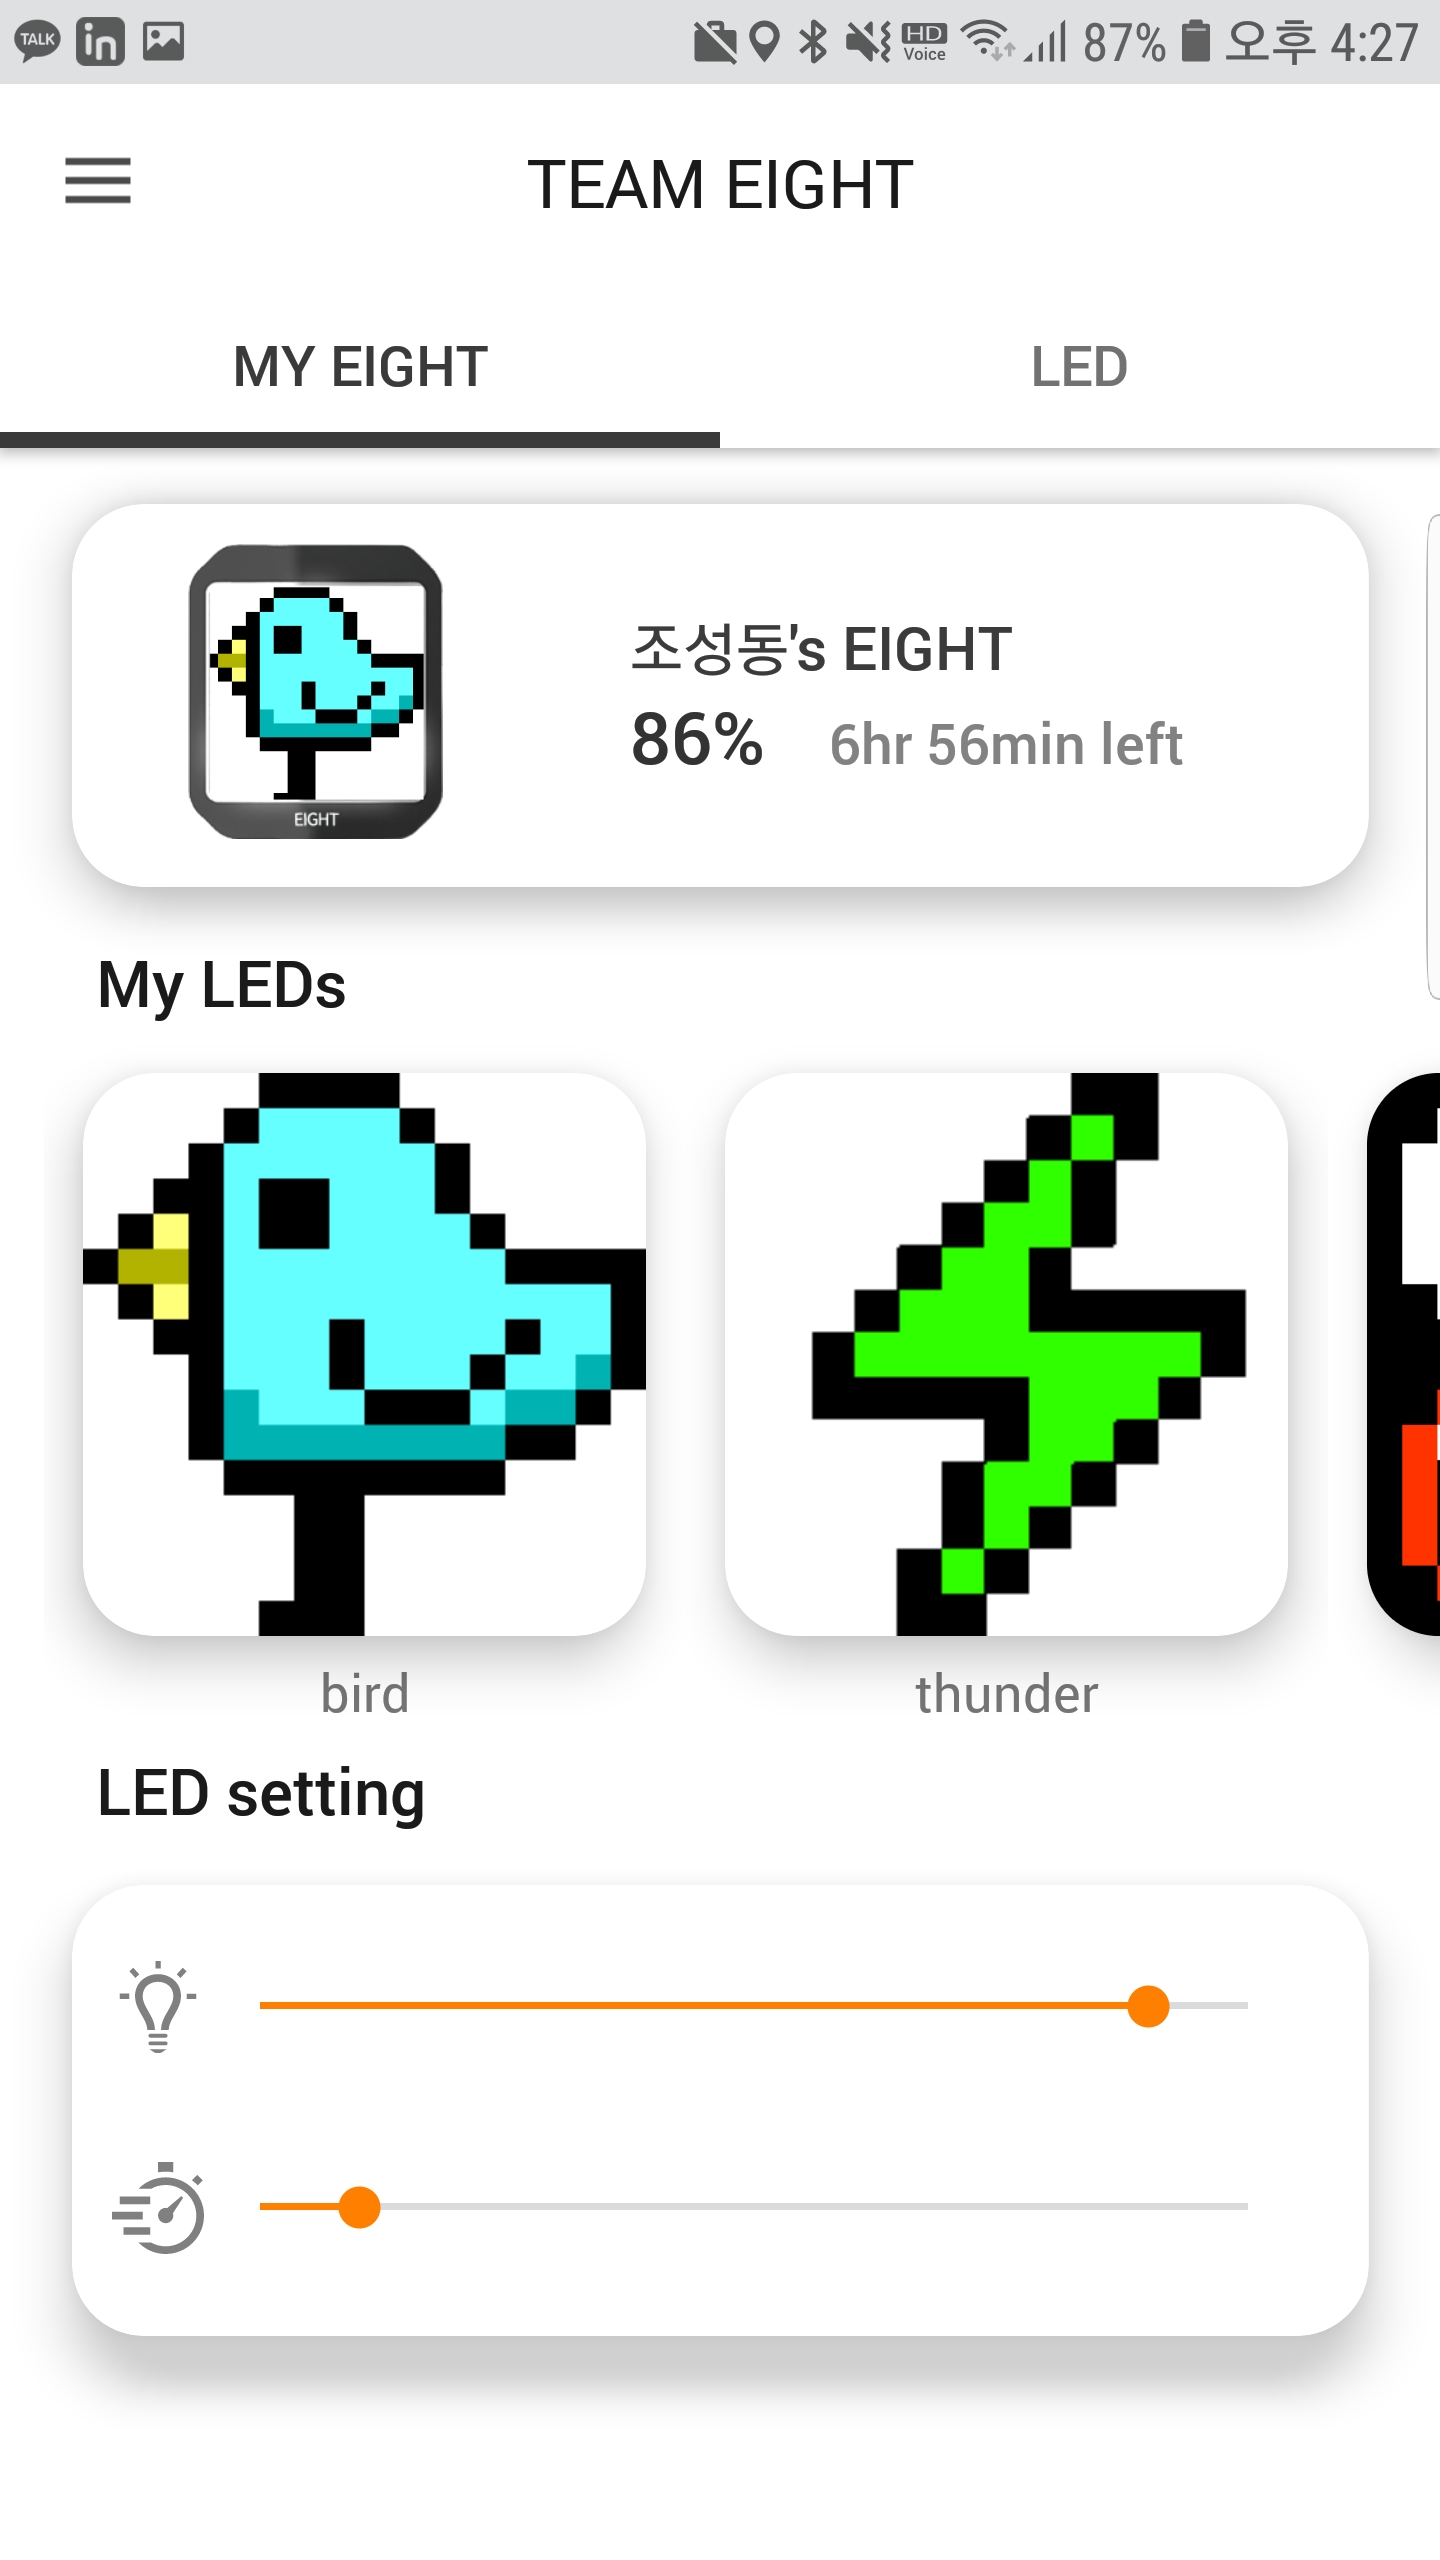 TALK in HD Voice 87% 오후 4:27
TEAM EIGHT
MY EIGHT LED
EIGHT
조성동's EIGHT
86% 6hr 56min left
My LEDs
bird thunder
LED setting